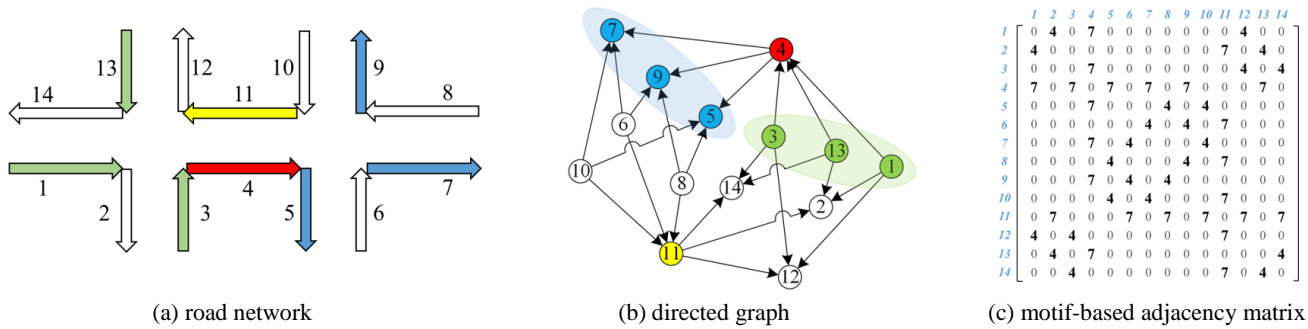 13
12
10
9
14
11
8
1
2
3
4
5
6
7
(a) road network
7
4
9
5
6
3
13
10
8
14
1
2
11
12
(b) directed graph
1 2 3 4 5 6 7 8 9 10 11 12 13 14
1 0 4 0 7 0 0 0 0 0 0 0 4 0 0
2 4 0 0 0 0 0 0 0 0 0 7 0 4 0
3 0 0 0 7 0 0 0 0 0 0 0 4 0 4
4 7 0 7 0 7 0 7 0 7 0 0 0 7 0
5 0 0 0 7 0 0 0 4 0 4 0 0 0 0
6 0 0 0 0 0 0 4 0 4 0 7 0 0 0
7 0 0 0 7 0 4 0 0 0 4 0 0 0 0
8 0 0 0 0 4 0 0 0 4 0 7 0 0 0
9 0 0 0 7 0 4 0 4 0 0 0 0 0 0
10 0 0 0 0 4 0 4 0 0 0 7 0 0 0
11 0 7 0 0 0 7 0 7 0 7 0 7 0 7
12 4 0 4 0 0 0 0 0 0 0 7 0 0 0
13 0 4 0 7 0 0 0 0 0 0 0 0 0 4
14 0 0 4 0 0 0 0 0 0 0 7 0 4 0
(c) motif-based adjacency matrix